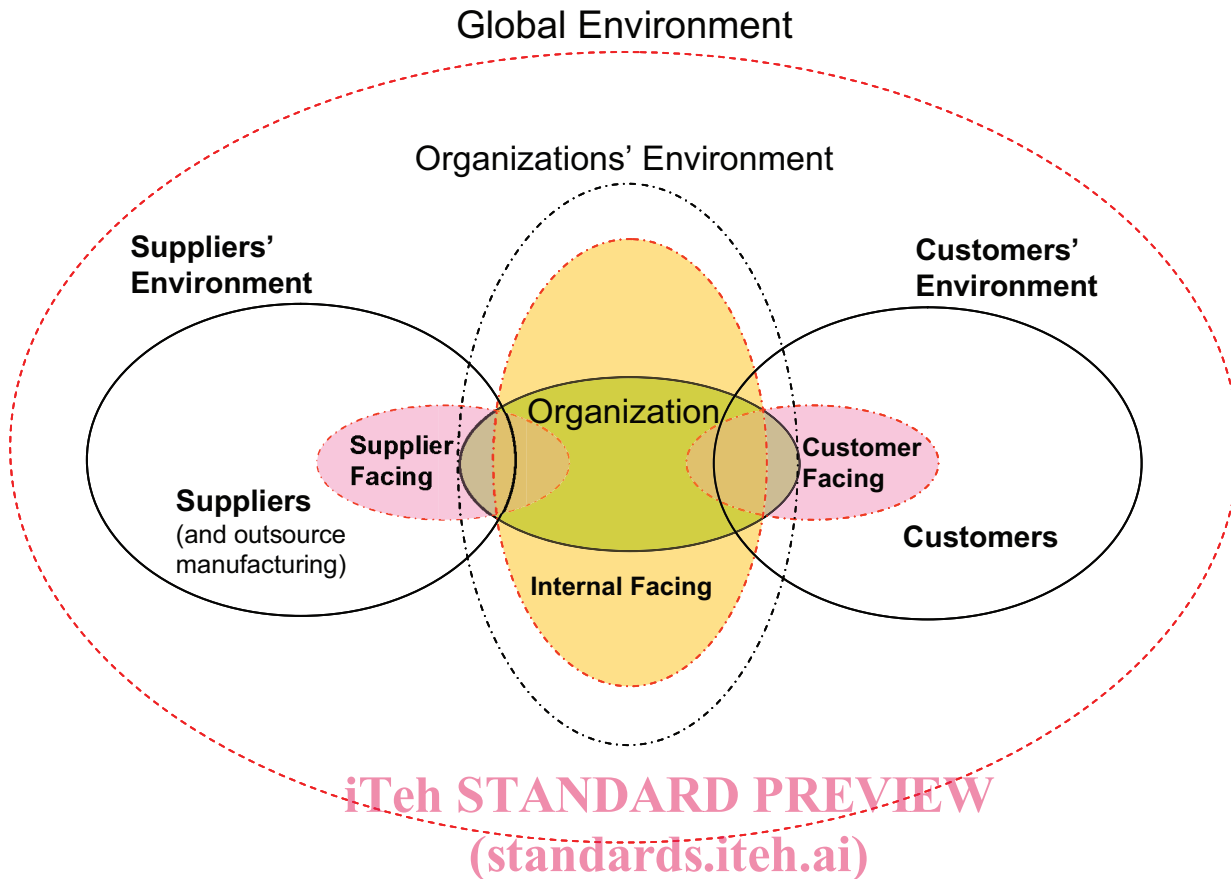 Global Environment
Organizations’ Environment
Suppliers’
Environment
Customers’
Environment
Organization
Supplier
Facing
Customer
Facing
Suppliers
(and outsource
manufacturing)
Customers
Internal Facing
iTeh STANDARD PREVIEW
(standards.iteh.ai)